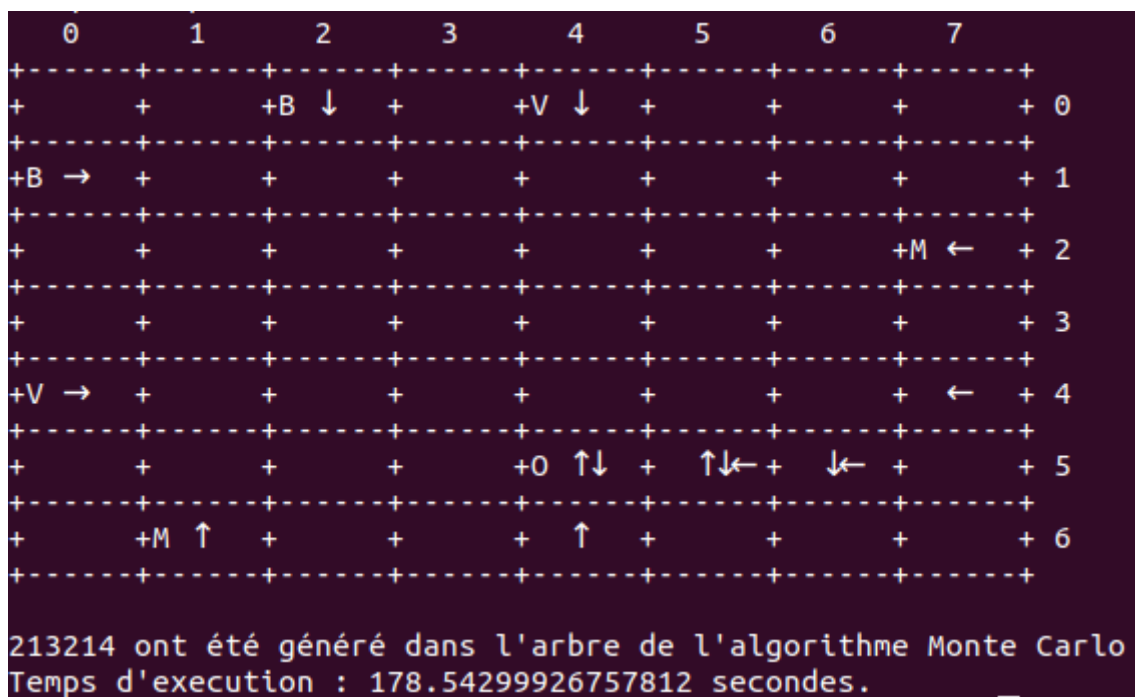 0 1 2 3 4 5 6 7
+------+------+------+------+------+------+------+------+
+ + +B ↓ + +V ↓ + + + + 0
+------+------+------+------+------+------+------+------+
+B → + + + + + + + + 1
+------+------+------+------+------+------+------+------+
+ + + + + + + +M ← + 2
+------+------+------+------+------+------+------+------+
+ + + + + + + + + 3
+------+------+------+------+------+------+------+------+
+V → + + + + + + + ← + 4
+------+------+------+------+------+------+------+------+
+ + + + +O ↑↓ + ↑↓← + ↓← + + 5
+------+------+------+------+------+------+------+------+
+ +M ↑ + + + ↑ + + + + 6
+------+------+------+------+------+------+------+------+
213214 ont été généré dans l'arbre de l'algorithme Monte Carlo
Temps d'execution : 178.54299926757812 secondes.